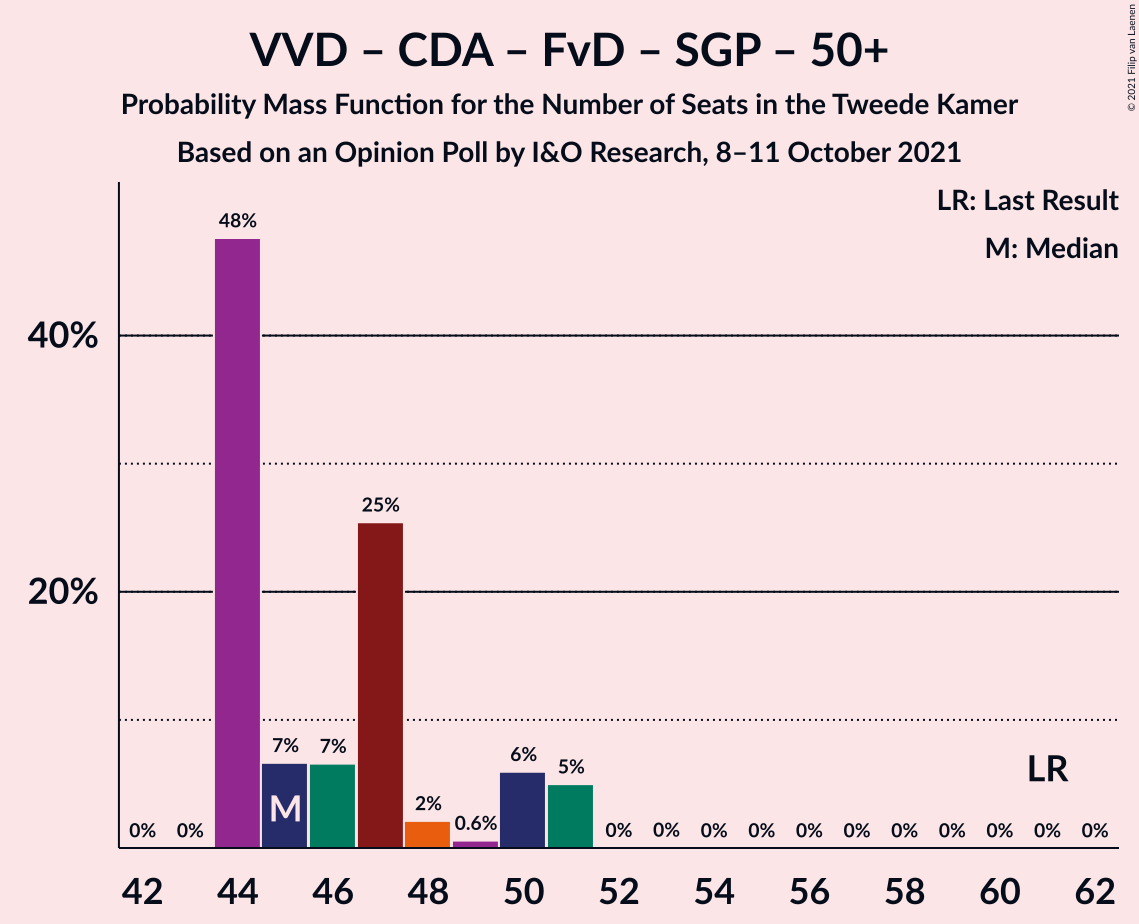 VVD – CDA – FvD – SGP – 50+
Probability Mass Function for the Number of Seats in the Tweede Kamer
Based on an Opinion Poll by I&O Research, 8–11 October 2021
© 2021 Filip van Laenen
LR: Last Result
M: Median
48%
40%
25%
20%
7% 7% 6% 5%
LR
M
2% 0.6%
0% 0% 0% 0% 0% 0% 0% 0% 0% 0% 0% 0% 0%
42 44 46 48 50 52 54 56 58 60 62